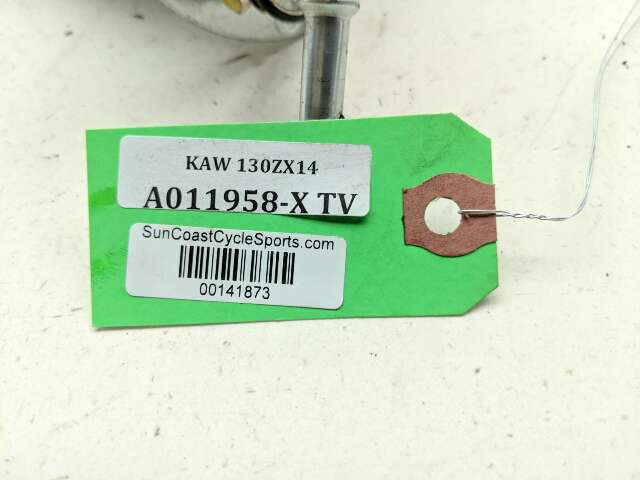 KAW 130ZX14
A011958-X TV
SunCoastCycleSports.com
00141873